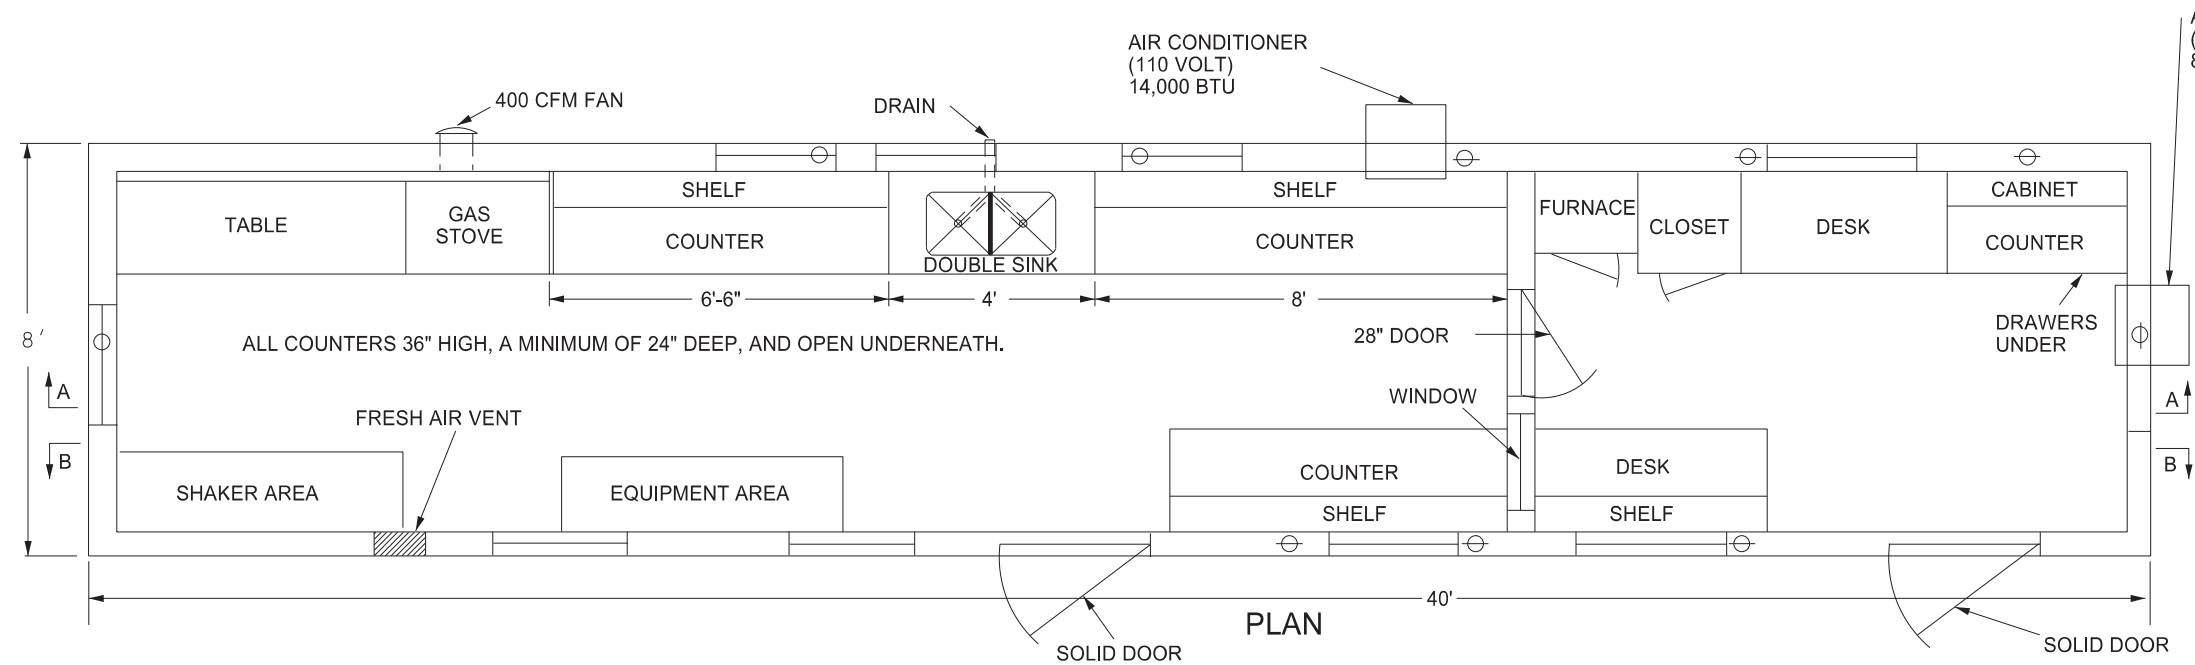 AIR CONDITIONER
(110 VOLT)
14,000 BTU
400 CFM FAN
DRAIN
SHELF
SHELF
CABINET
TABLE
GAS
STOVE
COUNTER
DOUBLE SINK
COUNTER
FURNACE
CLOSET
DESK
COUNTER
6'-6"
4'
8'
8 '
ALL COUNTERS 36" HIGH, A MINIMUM OF 24" DEEP, AND OPEN UNDERNEATH.
28" DOOR
DRAWERS
UNDER
A
WINDOW
A
FRESH AIR VENT
B
B
SHAKER AREA
EQUIPMENT AREA
COUNTER
SHELF
DESK
SHELF
40'
PLAN
SOLID DOOR
SOLID DOOR